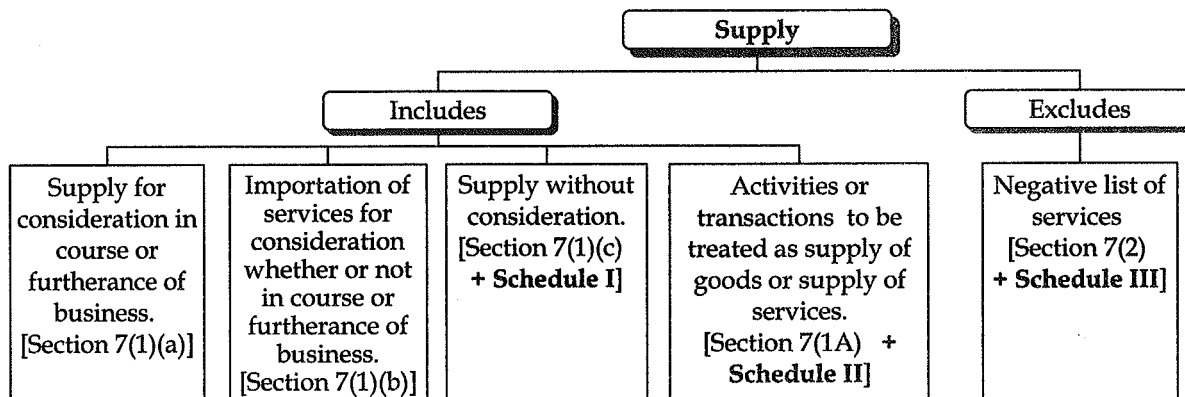 Supply
Includes
Excludes
Supply for
consideration in
course or
furtherance of
business.
[Section 7(1)(a)]
Importation of
services for
consideration
whether or not
in course or
furtherance of
business.
[Section 7(1)(b)]
Supply without
consideration.
[Section 7(1)(c)
+ Schedule I]
Activities or
transactions to be
treated as supply of
goods or supply of
services.
[Section 7(1A) +
Schedule II]
Negative list of
services
[Section 7(2)
+ Schedule III]